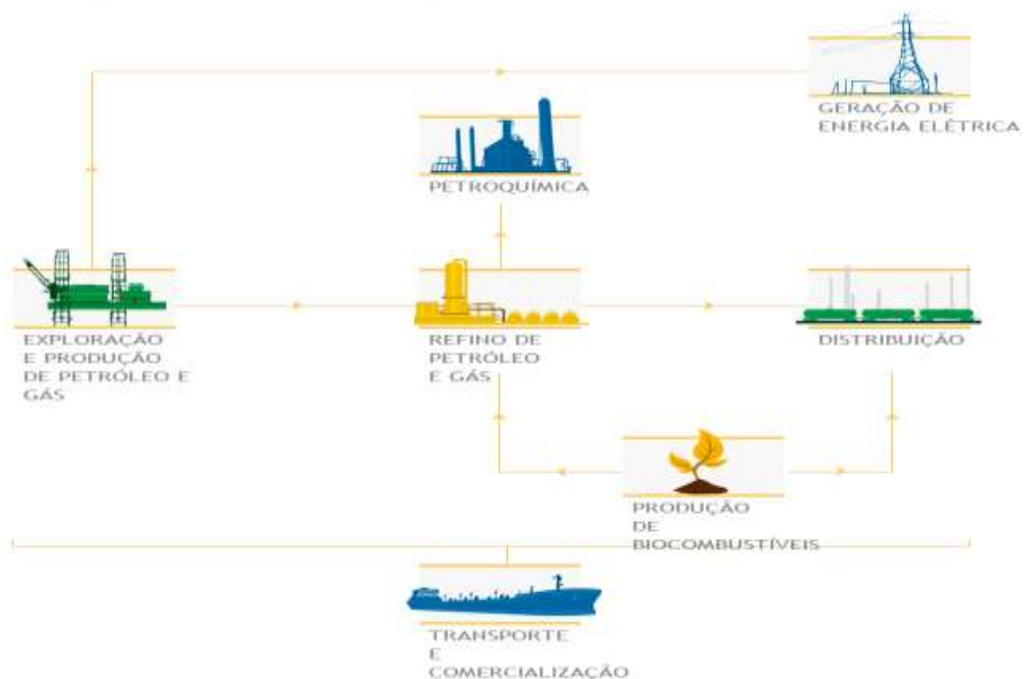 GERAÇÃO DE
ENERGIA ELÉTRICA
PETROQUÍMICA
EXPLORAÇÃO
E PRODUÇÃO
DE PETRÓLEO E
GÁS
REFINO DE
PETRÓLEO
E GÁS
DISTRIBUIÇÃO
PRODUÇÃO
DE
BIOCOMBUSTÍVEIS
TRANSPORTE
E
COMERCIALIZAÇÃO